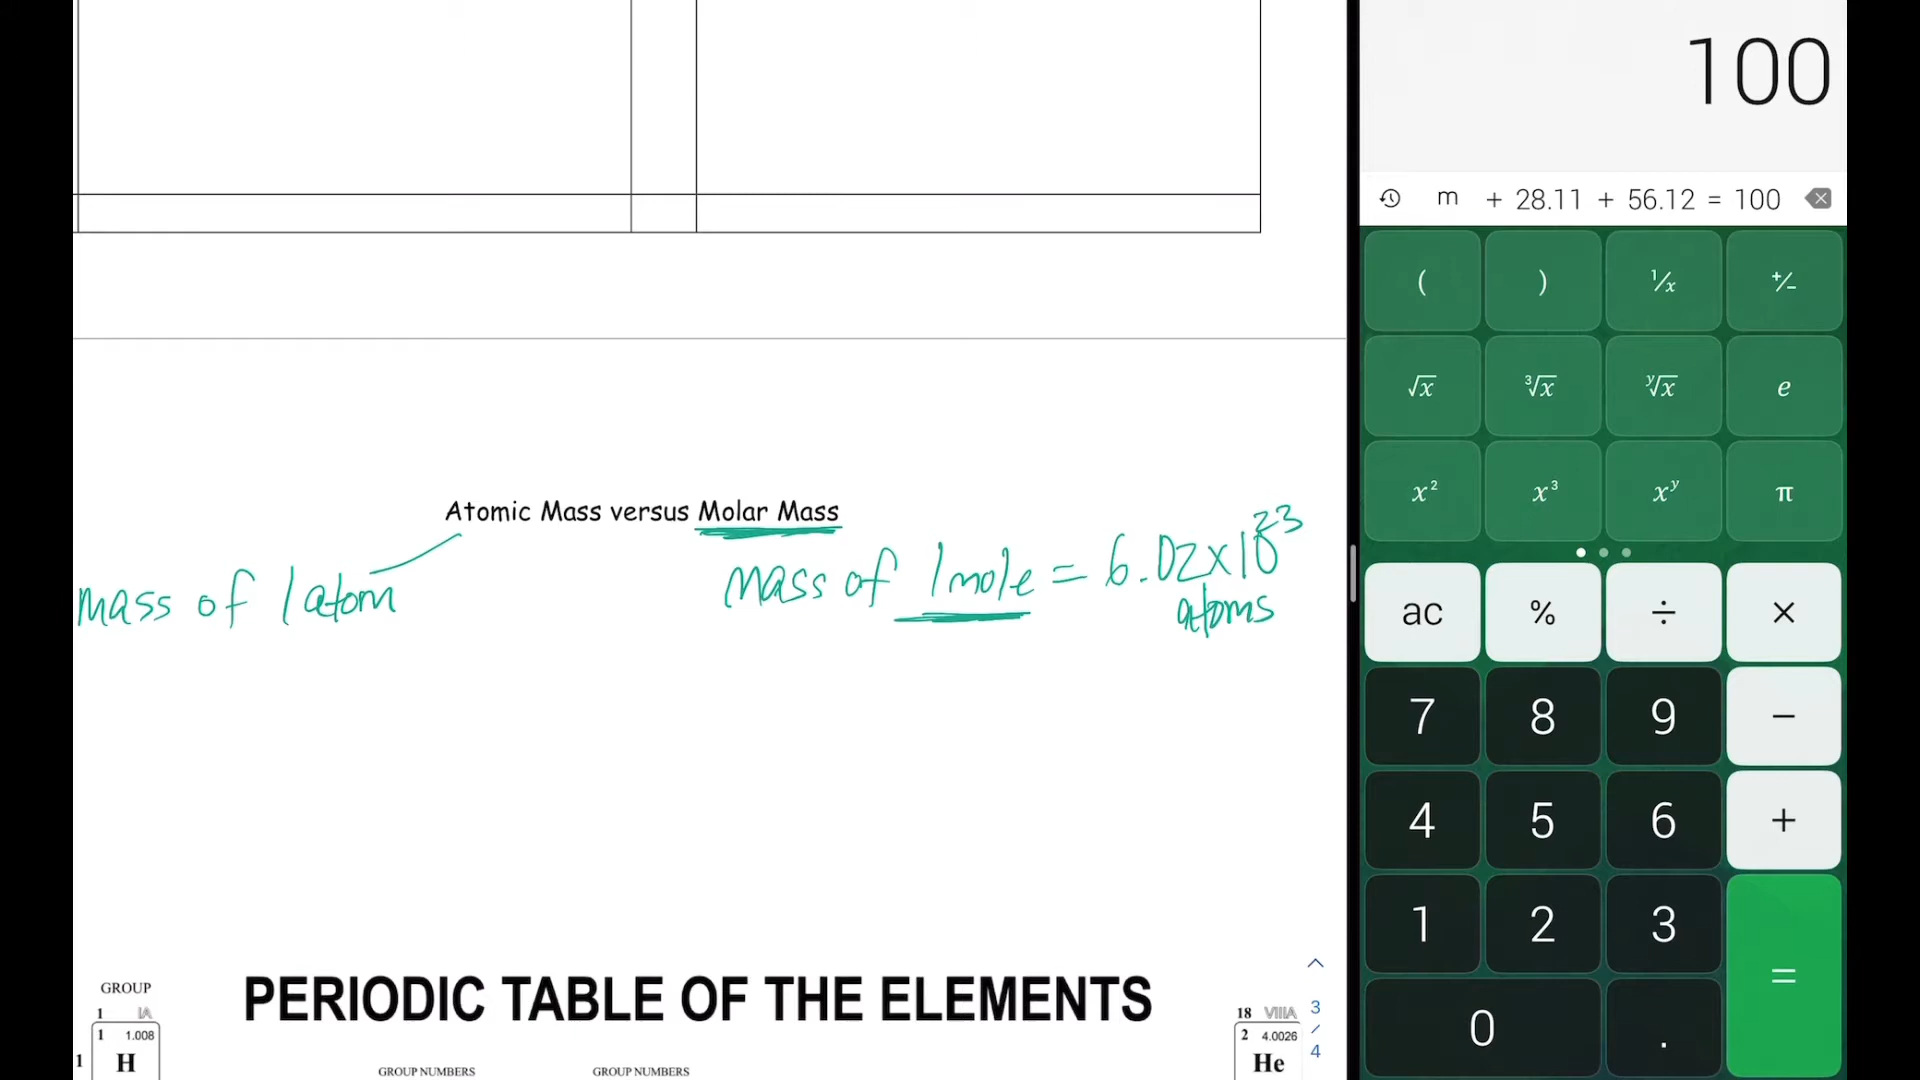 100
m + 28.11 + 56.12 = 100
( ) 1/x +/-
√x ³√x ʸ√x e
x² x³ xʸ π
ac % ÷ ×
7 8 9 −
4 5 6 +
1 2 3 =
0 .
Atomic Mass versus Molar Mass
mass of 1 atom
mass of 1 mole = 6.02x10²³
atoms
PERIODIC TABLE OF THE ELEMENTS
GROUP
1 IA
1 1.008
1 H
GROUP NUMBERS GROUP NUMBERS
18 VIIIA
2 4.0026
He
3
/
4